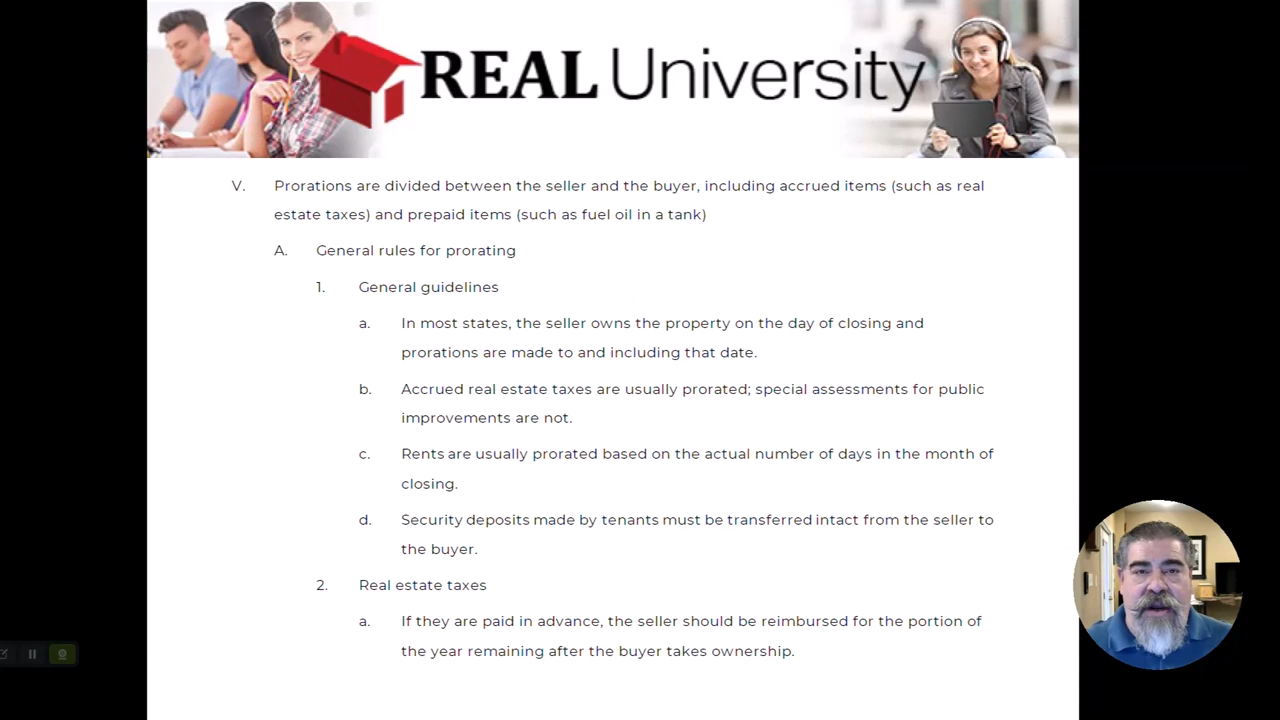 REAL University
V. Prorations are divided between the seller and the buyer, including accrued items (such as real
estate taxes) and prepaid items (such as fuel oil in a tank)
A. General rules for prorating
1. General guidelines
a. In most states, the seller owns the property on the day of closing and
prorations are made to and including that date.
b. Accrued real estate taxes are usually prorated; special assessments for public
improvements are not.
c. Rents are usually prorated based on the actual number of days in the month of
closing.
d. Security deposits made by tenants must be transferred intact from the seller to
the buyer.
2. Real estate taxes
a. If they are paid in advance, the seller should be reimbursed for the portion of
the year remaining after the buyer takes ownership.